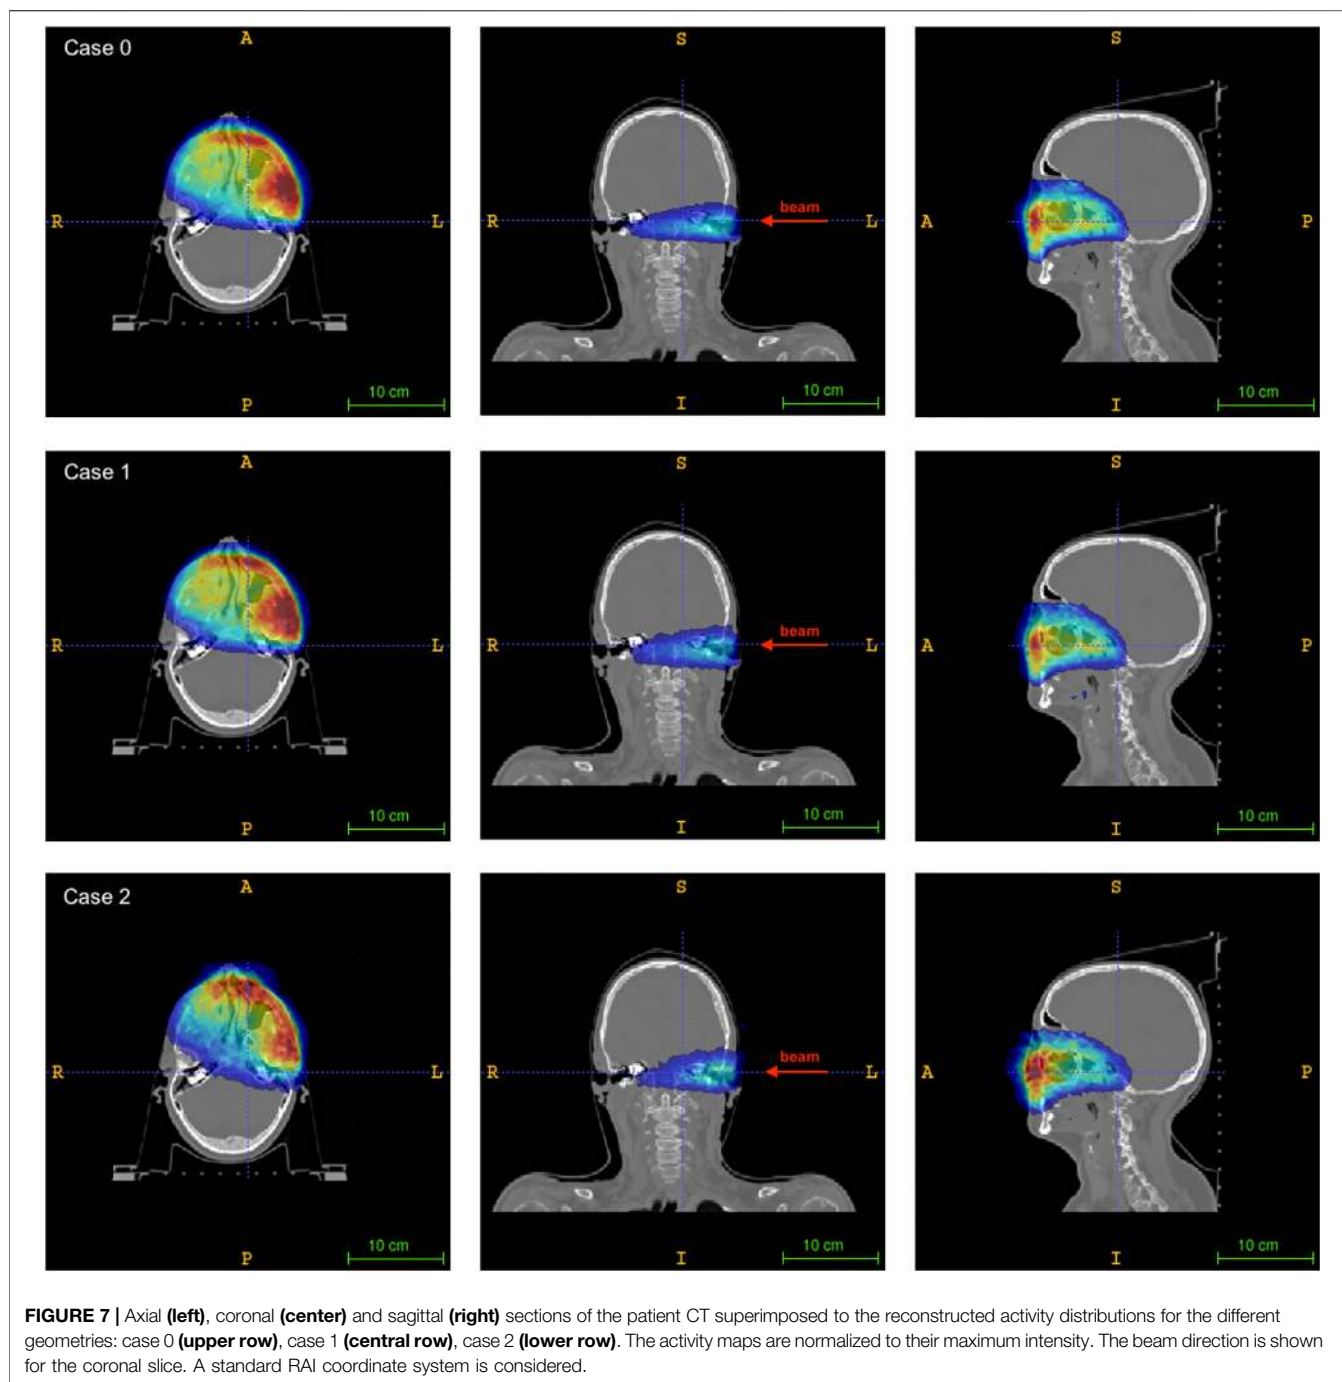 Case 0
A
R
L
P
10 cm
S
R
beam
L
I
10 cm
S
A
P
I
10 cm
Case 1
A
R
L
P
10 cm
S
R
beam
L
I
10 cm
S
A
P
I
10 cm
Case 2
A
R
L
P
10 cm
S
R
beam
L
I
10 cm
S
A
P
I
10 cm
FIGURE 7 | Axial (left), coronal (center) and sagittal (right) sections of the patient CT superimposed to the reconstructed activity distributions for the different
geometries: case 0 (upper row), case 1 (central row), case 2 (lower row). The activity maps are normalized to their maximum intensity. The beam direction is shown
for the coronal slice. A standard RAI coordinate system is considered.